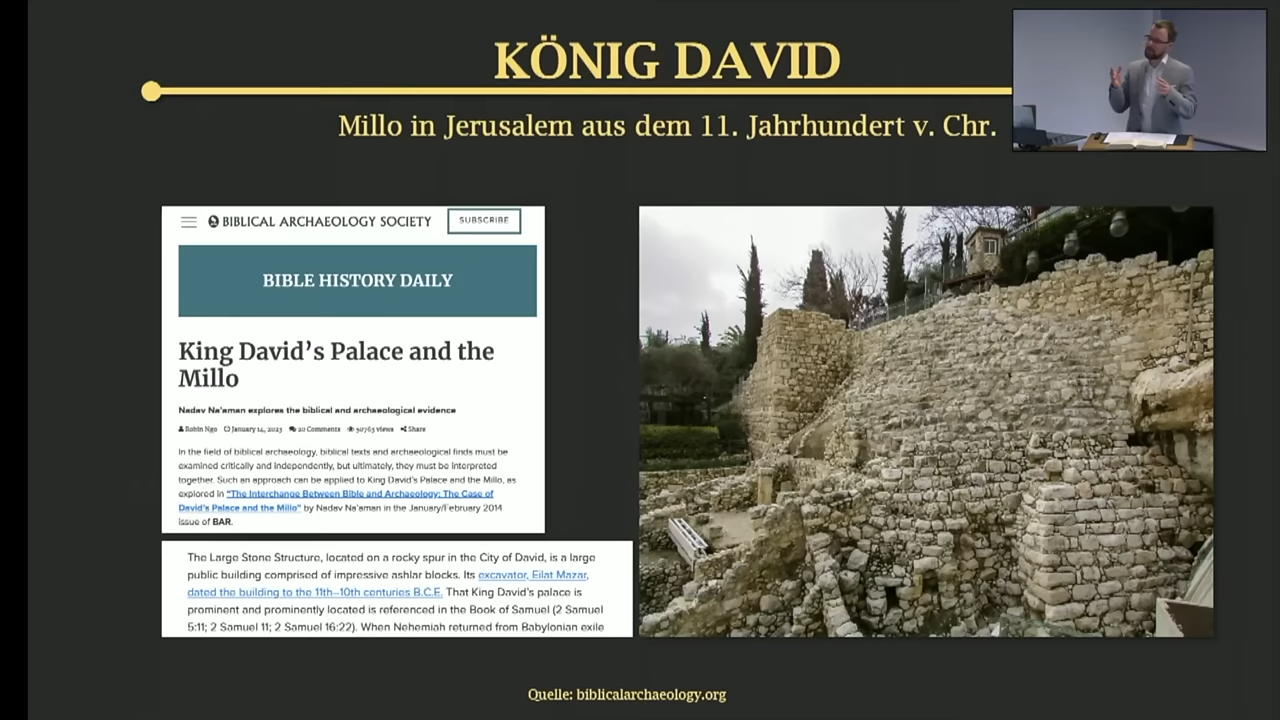 KÖNIG DAVID
Millo in Jerusalem aus dem 11. Jahrhundert v. Chr.
BIBLICAL ARCHAEOLOGY SOCIETY
SUBSCRIBE
BIBLE HISTORY DAILY
King David's Palace and the
Millo
Nadav Na'aman explores the biblical and archaeological evidence
Robin Ngo January 14, 2023 20 Comments 50763 views Share
In the field of biblical archaeology, biblical texts and archaeological finds must be
examined critically and independently, but ultimately, they must be interpreted
together. Such an approach can be applied to King David's Palace and the Millo, as
explored in "The Interchange Between Bible and Archaeology: The Case of
David's Palace and the Millo" by Nadav Na'aman in the January/February 2014
issue of BAR.
The Large Stone Structure, located on a rocky spur in the City of David, is a large
public building comprised of impressive ashlar blocks. Its excavator, Eilat Mazar,
dated the building to the 11th–10th centuries B.C.E. That King David's palace is
prominent and prominently located is referenced in the Book of Samuel (2 Samuel
5:11; 2 Samuel 11; 2 Samuel 16:22). When Nehemiah returned from Babylonian exile
Quelle: biblicalarchaeology.org